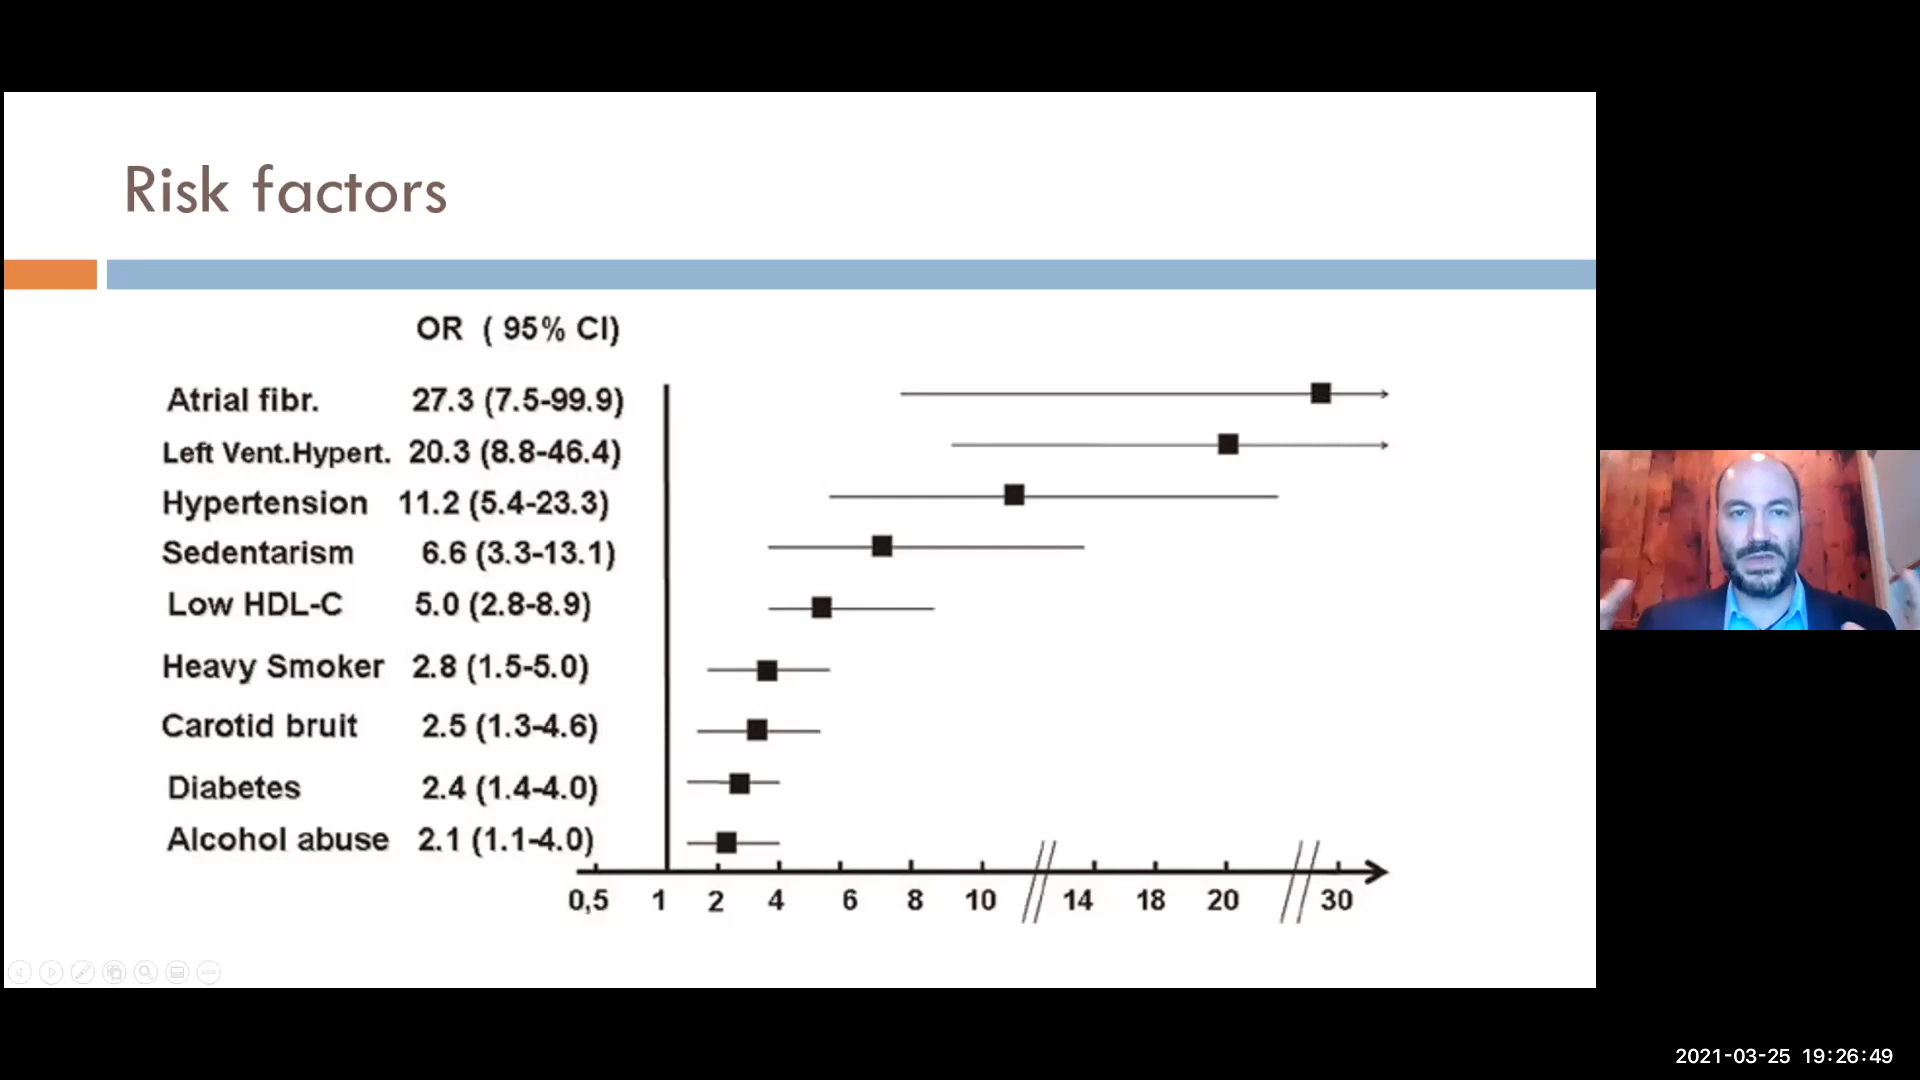 Risk factors
OR ( 95% CI)
Atrial fibr. 27.3 (7.5-99.9)
Left Vent.Hypert. 20.3 (8.8-46.4)
Hypertension 11.2 (5.4-23.3)
Sedentarism 6.6 (3.3-13.1)
Low HDL-C 5.0 (2.8-8.9)
Heavy Smoker 2.8 (1.5-5.0)
Carotid bruit 2.5 (1.3-4.6)
Diabetes 2.4 (1.4-4.0)
Alcohol abuse 2.1 (1.1-4.0)
0,5 1 2 4 6 8 10 14 18 20 30
2021-03-25 19:26:49